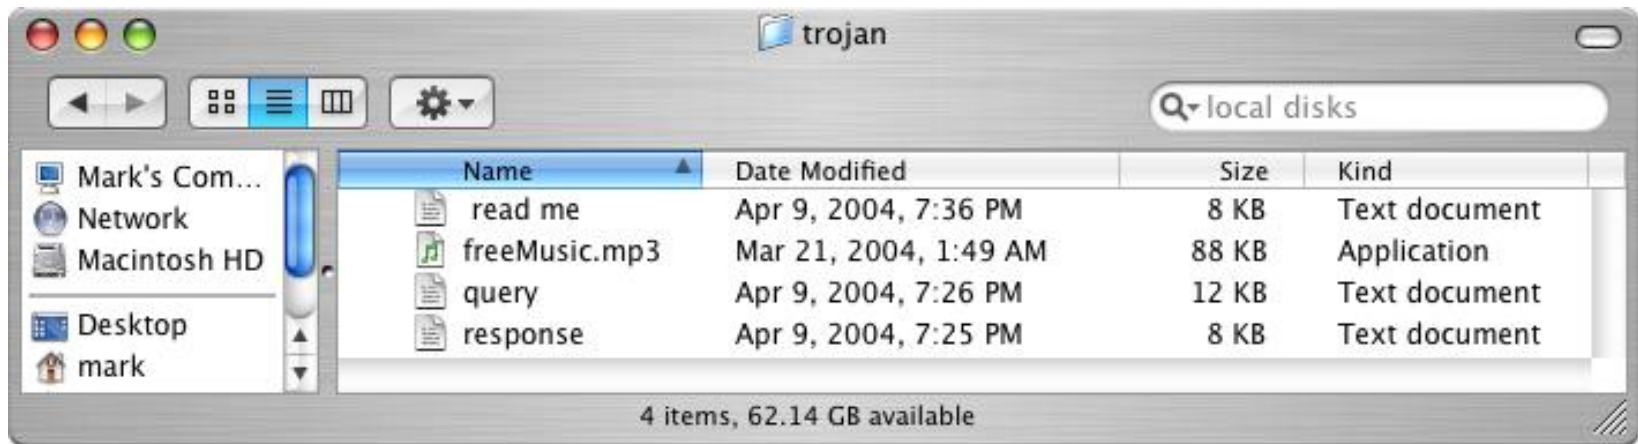 trojan
local disks
Name Date Modified Size Kind
Mark's Com...
Network
Macintosh HD
Desktop
mark
read me Apr 9, 2004, 7:36 PM 8 KB Text document
freeMusic.mp3 Mar 21, 2004, 1:49 AM 88 KB Application
query Apr 9, 2004, 7:26 PM 12 KB Text document
response Apr 9, 2004, 7:25 PM 8 KB Text document
4 items, 62.14 GB available